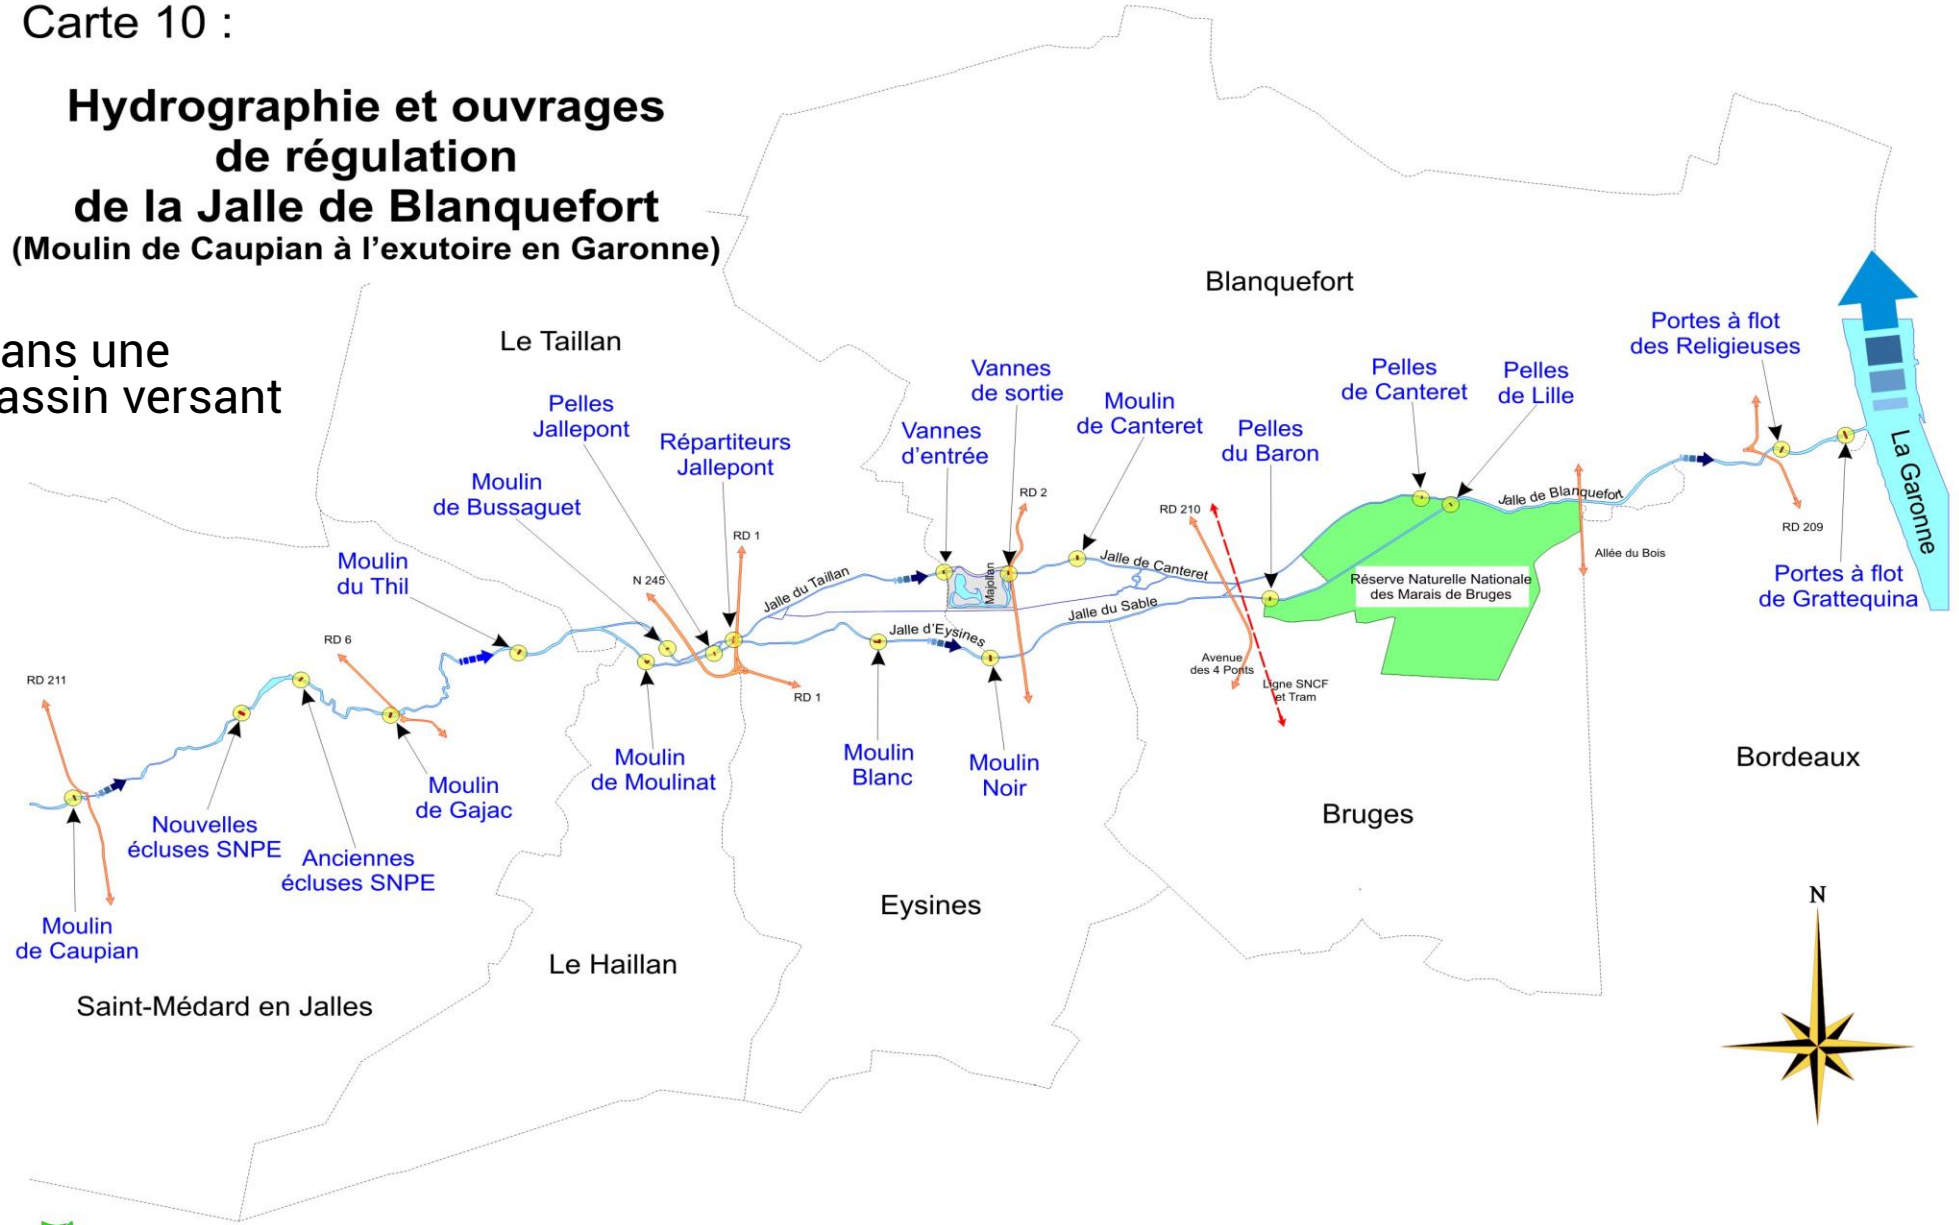 Carte 10 :
Hydrographie et ouvrages
de régulation
de la Jalle de Blanquefort
(Moulin de Caupian à l'exutoire en Garonne)
ans une
assin versant
Blanquefort
Le Taillan
Portes à flot
des Religieuses
Pelles
de Canteret
Pelles
de Lille
Vannes
de sortie
Moulin
de Canteret
Pelles
du Baron
Vannes
d'entrée
Pelles
Jallepont
Répartiteurs
Jallepont
Moulin
de Bussaguet
Moulin
du Thil
La Garonne
RD 2
RD 210
RD 209
RD 1
N 245
RD 6
RD 211
Jalle de Blanquefort
Allée du Bois
Jalle de Canteret
Jalle du Taillan
Majollan
Jalle du Sable
Jalle d'Eysines
Réserve Naturelle Nationale
des Marais de Bruges
Portes à flot
de Grattequina
Avenue
des 4 Ponts
Ligne SNCF
et Tram
RD 1
Moulin
de Moulinat
Moulin
Blanc
Moulin
Noir
Moulin
de Gajac
Nouvelles
écluses SNPE
Anciennes
écluses SNPE
Moulin
de Caupian
Bordeaux
Bruges
Eysines
Le Haillan
Saint-Médard en Jalles
N